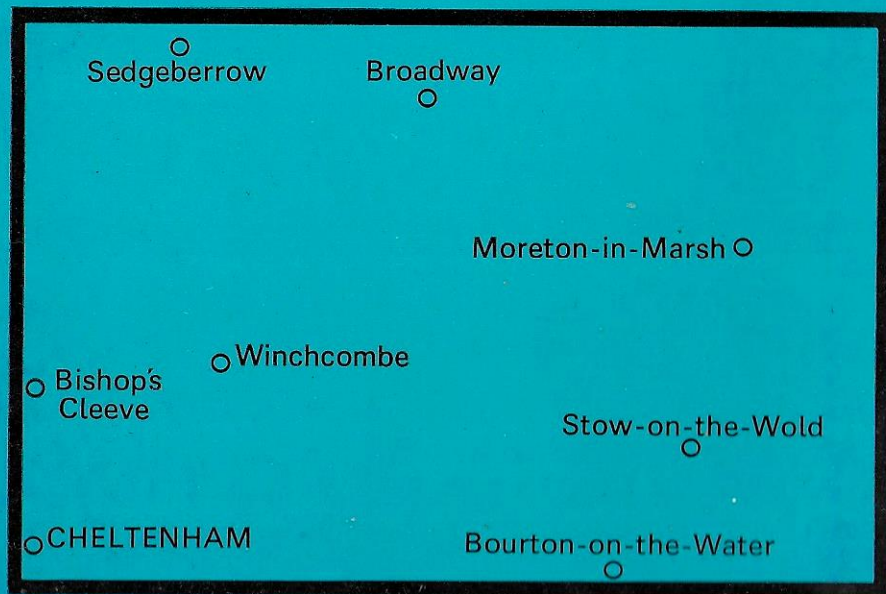 Sedgeberrow
Broadway
Moreton-in-Marsh
Winchcombe
Bishop's
Cleeve
Stow-on-the-Wold
CHELTENHAM
Bourton-on-the-Water